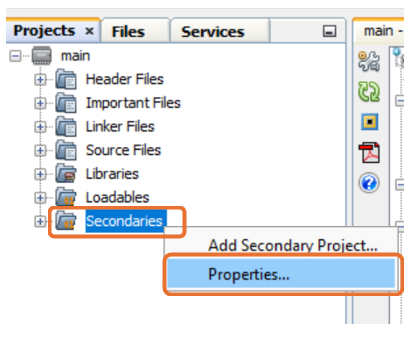 Projects × Files Services
main -
main
Header Files
Important Files
Linker Files
Source Files
Libraries
Loadables
Secondaries
Add Secondary Project...
Properties...